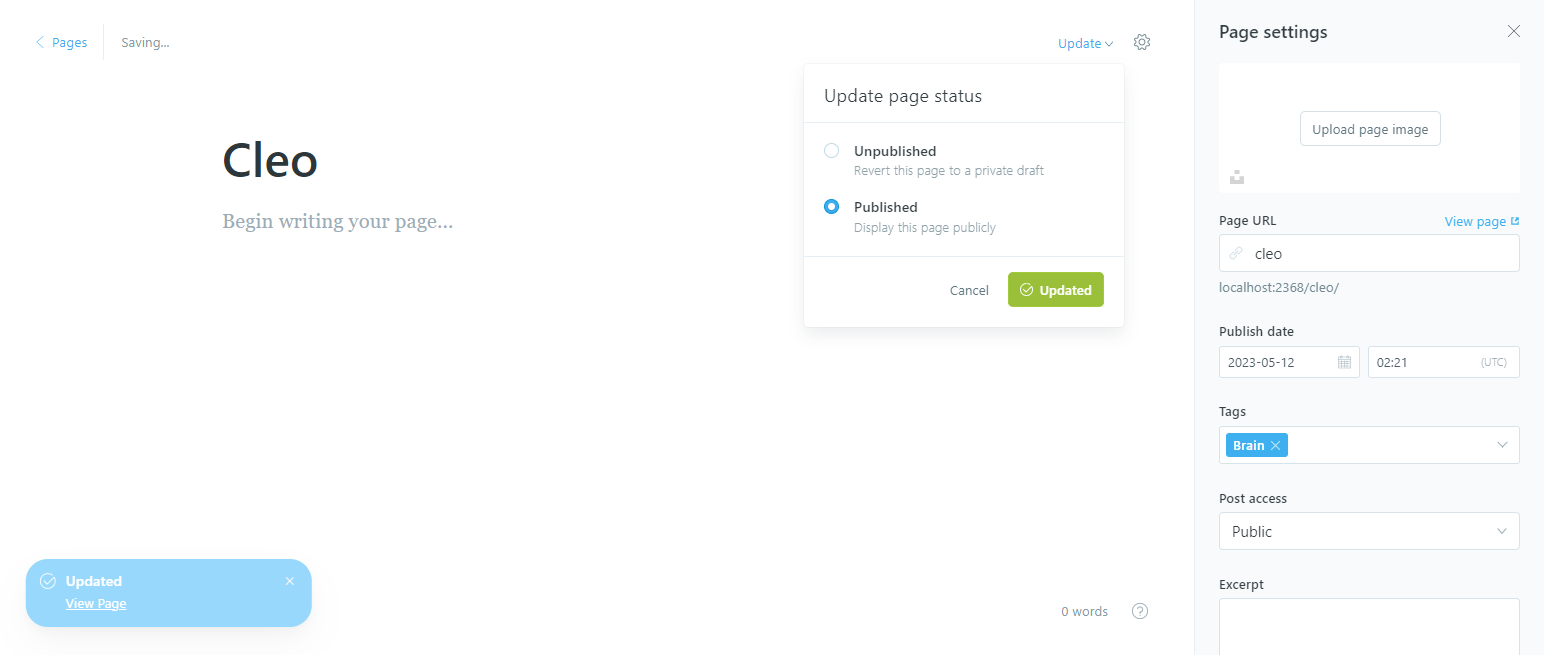 Pages
Saving...
Update
Update page status
Unpublished
Revert this page to a private draft
Published
Display this page publicly
Cancel
Updated
Cleo
Begin writing your page...
Updated
View Page
0 words
Page settings
Upload page image
Page URL
View page
cleo
localhost:2368/cleo/
Publish date
2023-05-12
02:21
(UTC)
Tags
Brain
Post access
Public
Excerpt